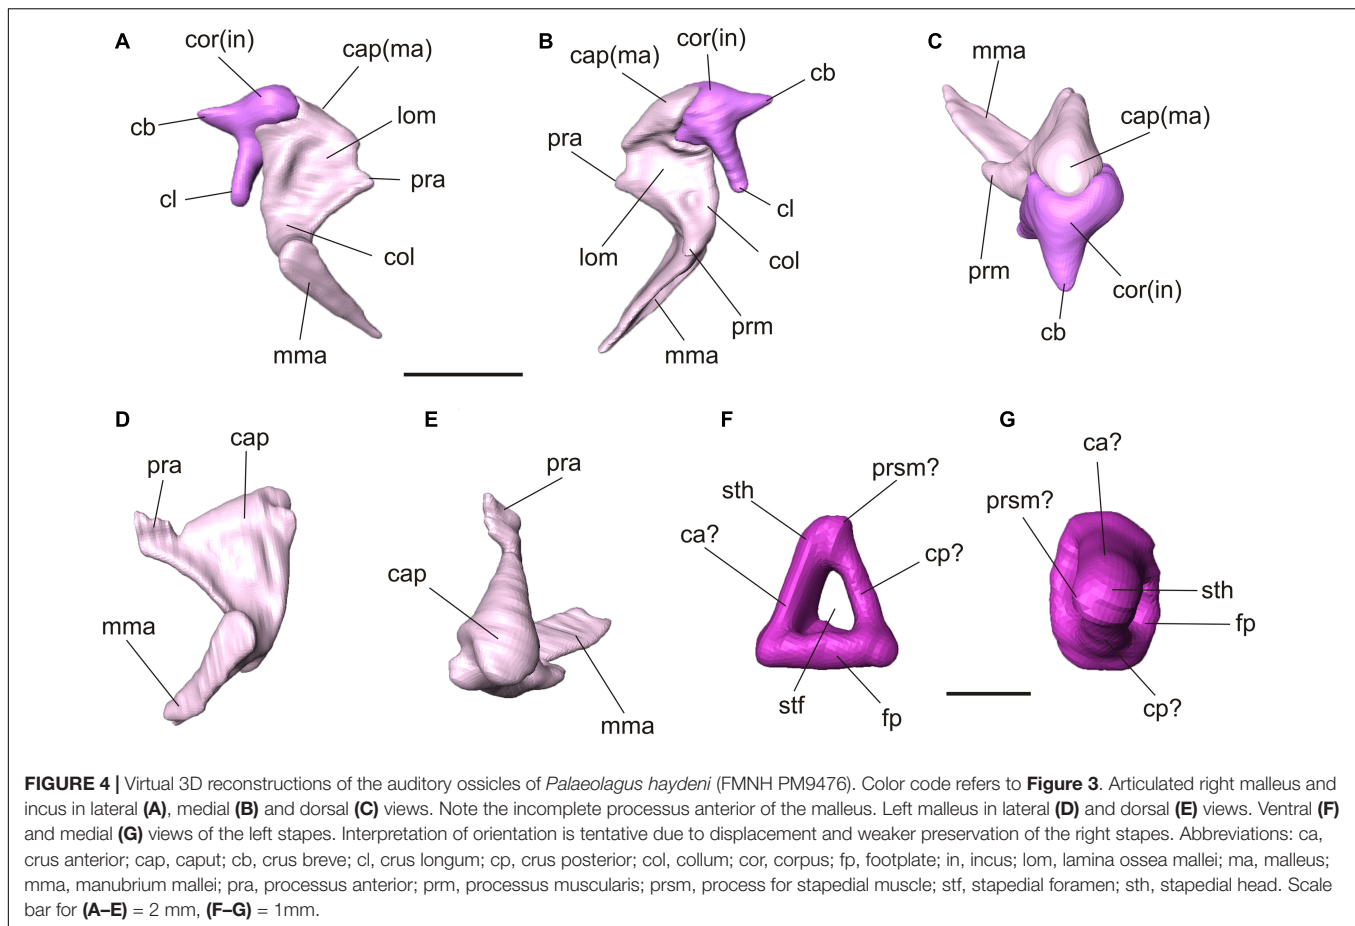 A
cor(in)
cap(ma)
cb
lom
pra
cl
col
mma
B
cor(in)
cap(ma)
cb
pra
cl
lom
col
prm
mma
C
mma
cap(ma)
prm
cor(in)
cb
D
cap
pra
mma
E
pra
cap
mma
F
prsm?
sth
ca?
cp?
stf
fp
G
ca?
prsm?
sth
fp
cp?
FIGURE 4 | Virtual 3D reconstructions of the auditory ossicles of Palaeolagus haydeni (FMNH PM9476). Color code refers to Figure 3. Articulated right malleus and
incus in lateral (A), medial (B) and dorsal (C) views. Note the incomplete processus anterior of the malleus. Left malleus in lateral (D) and dorsal (E) views. Ventral (F)
and medial (G) views of the left stapes. Interpretation of orientation is tentative due to displacement and weaker preservation of the right stapes. Abbreviations: ca,
crus anterior; cap, caput; cb, crus breve; cl, crus longum; cp, crus posterior; col, collum; cor, corpus; fp, footplate; in, incus; lom, lamina ossea mallei; ma, malleus;
mma, manubrium mallei; pra, processus anterior; prm, processus muscularis; prsm, process for stapedial muscle; stf, stapedial foramen; sth, stapedial head. Scale
bar for (A–E) = 2 mm, (F–G) = 1mm.